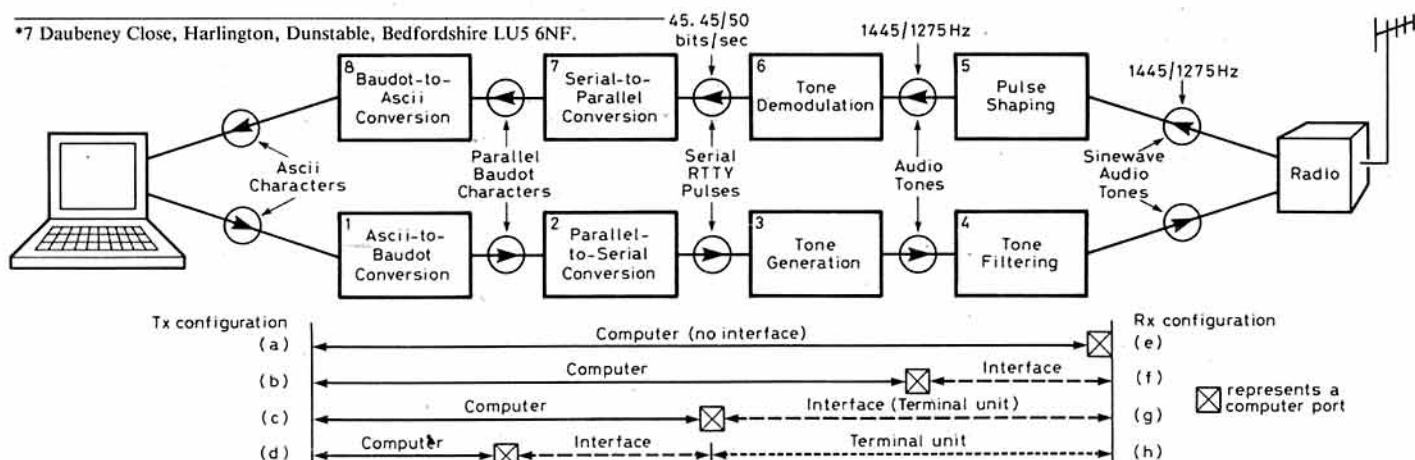 *7 Daubeney Close, Harlington, Dunstable, Bedfordshire LU5 6NF.
45.45/50
bits/sec
1445/1275Hz
1445/1275Hz
8
Baudot-to-
Ascii
Conversion
7
Serial-to-
Parallel
Conversion
6
Tone
Demodulation
5
Pulse
Shaping
Ascii
Characters
Parallel
Baudot
Characters
Serial
RTTY
Pulses
Audio
Tones
Sinewave
Audio
Tones
Radio
1
Ascii-to-
Baudot
Conversion
2
Parallel-
to-Serial
Conversion
3
Tone
Generation
4
Tone
Filtering
Tx configuration
Rx configuration
(a) Computer (no interface) (e)
(b) Computer Interface (f)
(c) Computer Interface (Terminal unit) (g)
(d) Computer Interface Terminal unit (h)
represents a
computer port